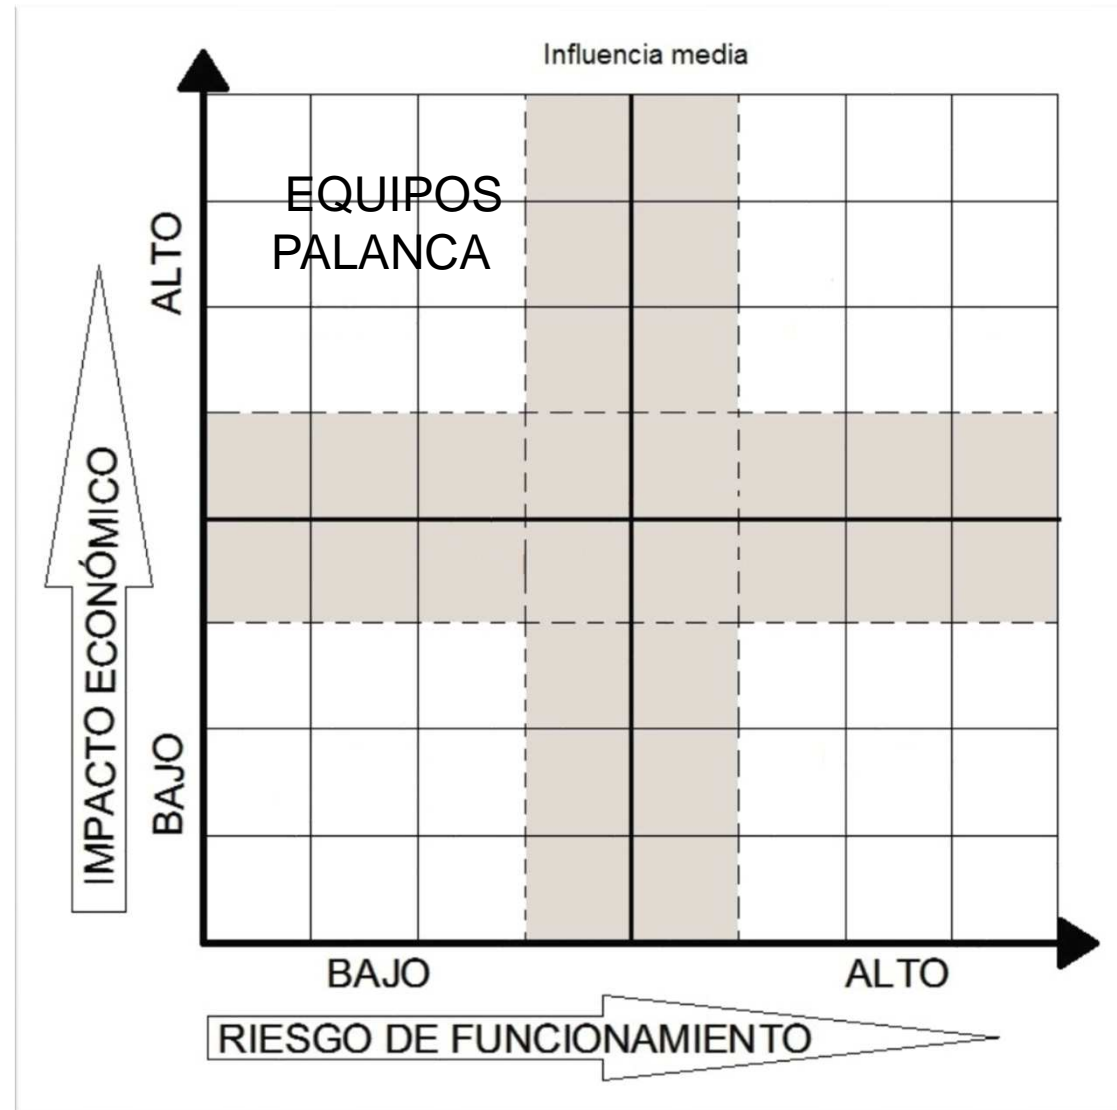 Influencia media
EQUIPOS
PALANCA
ALTO
IMPACTO ECONÓMICO
BAJO
BAJO
ALTO
RIESGO DE FUNCIONAMIENTO